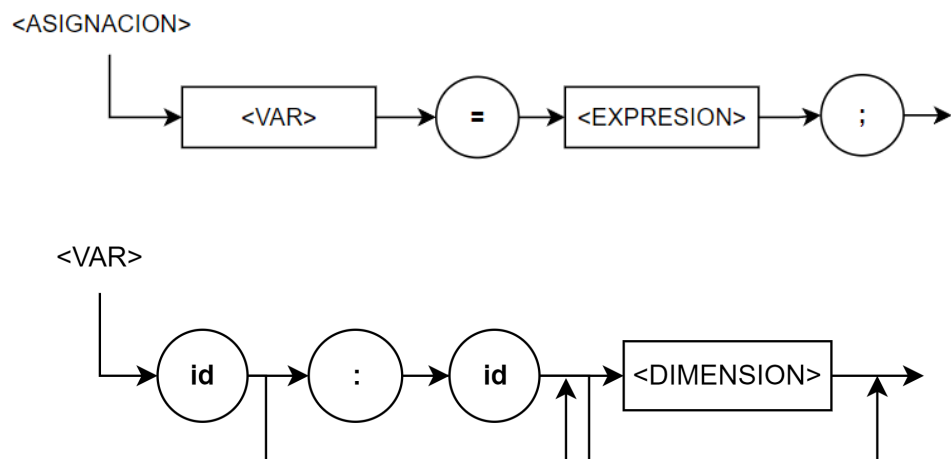 <ASIGNACION>
<VAR> = <EXPRESION> ;
<VAR>
id : id <DIMENSION>